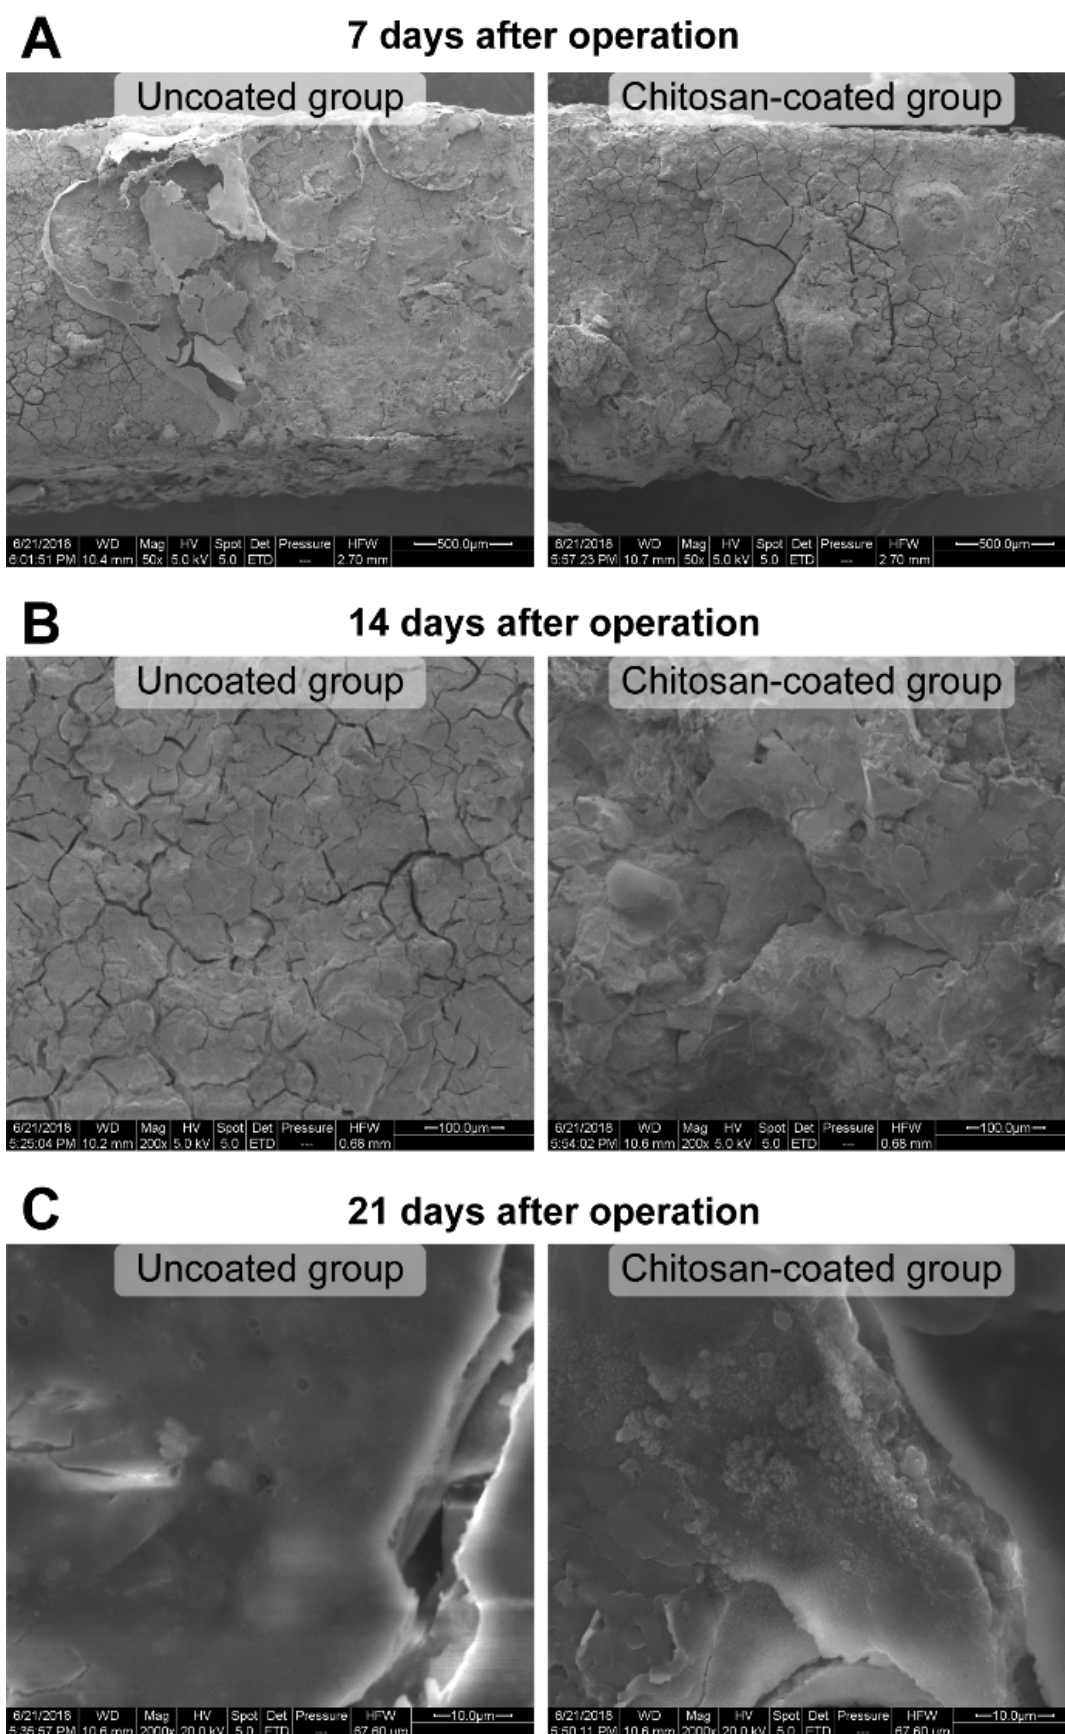 A
7 days after operation
Uncoated group
Chitosan-coated group
6/21/2018 WD Mag HV Spot Det Pressure HFW 500.0µm
6:01:51 PM 10.4 mm 50x 5.0 kV 5.0 ETD --- 2.70 mm
6/21/2018 WD Mag HV Spot Det Pressure HFW 500.0µm
5:57:23 PM 10.7 mm 50x 5.0 kV 5.0 ETD --- 2.70 mm
B
14 days after operation
Uncoated group
Chitosan-coated group
6/21/2018 WD Mag HV Spot Det Pressure HFW 100.0µm
5:25:04 PM 10.2 mm 200x 5.0 kV 5.0 ETD --- 0.68 mm
6/21/2018 WD Mag HV Spot Det Pressure HFW 100.0µm
5:54:02 PM 10.6 mm 200x 5.0 kV 5.0 ETD --- 0.68 mm
C
21 days after operation
Uncoated group
Chitosan-coated group
6/21/2018 WD Mag HV Spot Det Pressure HFW 10.0µm
5:35:57 PM 10.6 mm 2000x 20.0 kV 5.0 ETD --- 67.60 µm
6/21/2018 WD Mag HV Spot Det Pressure HFW 10.0µm
5:50:11 PM 10.6 mm 2000x 20.0 kV 5.0 ETD --- 67.60 µm